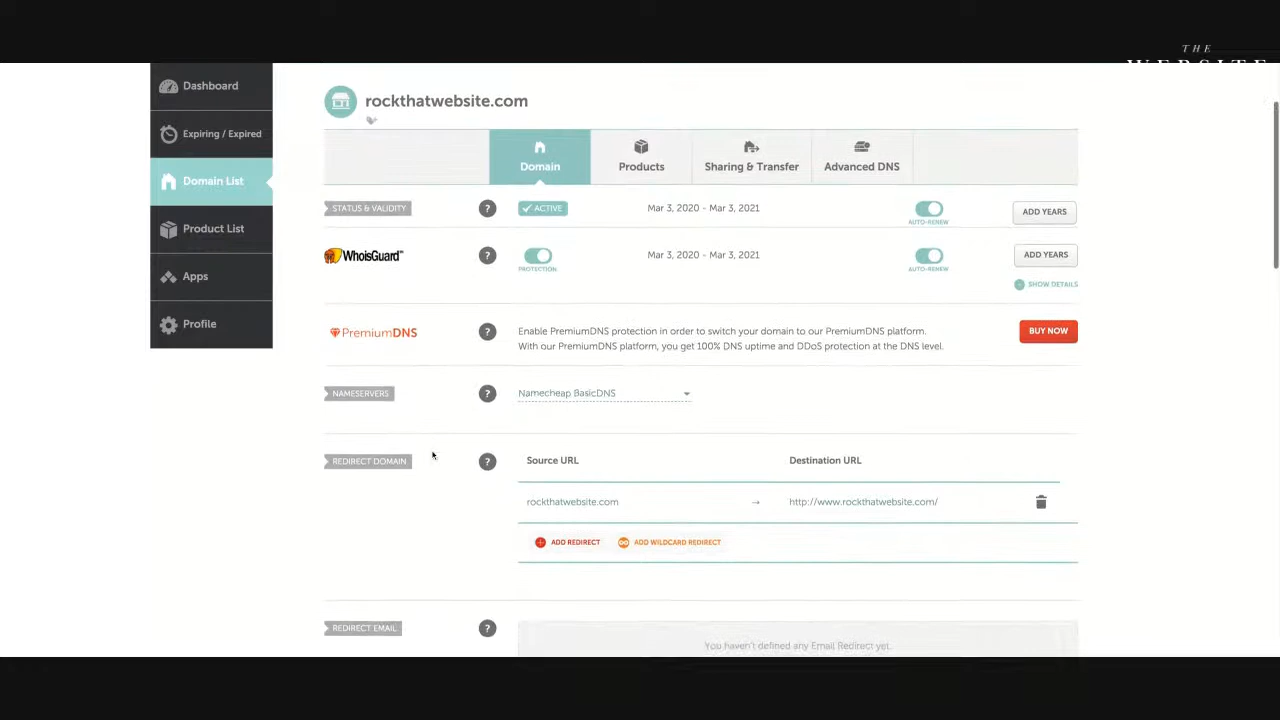 THE
WEBSITE
Dashboard
Expiring / Expired
Domain List
Product List
Apps
Profile
rockthatwebsite.com
Domain
Products
Sharing & Transfer
Advanced DNS
STATUS & VALIDITY
?
ACTIVE
Mar 3, 2020 - Mar 3, 2021
AUTO-RENEW
ADD YEARS
WhoisGuard™
?
PROTECTION
Mar 3, 2020 - Mar 3, 2021
AUTO-RENEW
ADD YEARS
SHOW DETAILS
PremiumDNS
?
Enable PremiumDNS protection in order to switch your domain to our PremiumDNS platform.
With our PremiumDNS platform, you get 100% DNS uptime and DDoS protection at the DNS level.
BUY NOW
NAMESERVERS
?
Namecheap BasicDNS
REDIRECT DOMAIN
?
Source URL
Destination URL
rockthatwebsite.com
→
http://www.rockthatwebsite.com/
ADD REDIRECT
ADD WILDCARD REDIRECT
REDIRECT EMAIL
?
You haven't defined any Email Redirect yet.